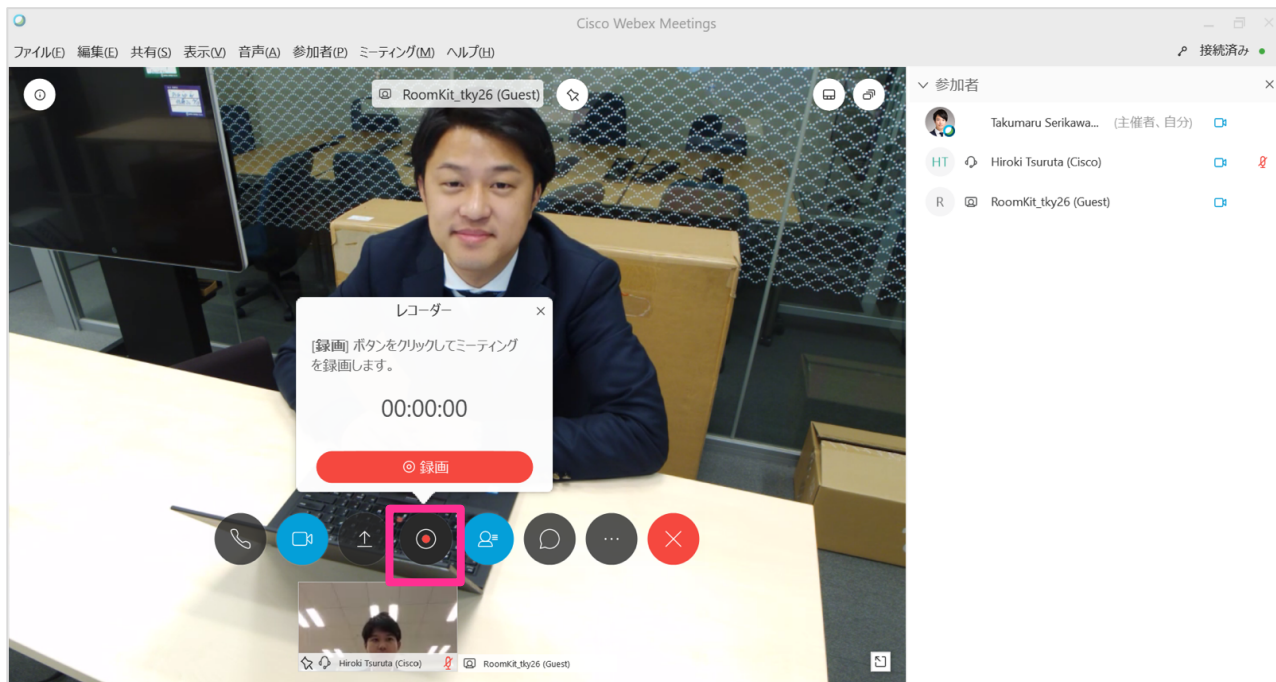 Cisco Webex Meetings
ファイル(F) 編集(E) 共有(S) 表示(V) 音声(A) 参加者(P) ミーティング(M) ヘルプ(H)
接続済み
RoomKit_tky26 (Guest)
参加者
Takumaru Serikawa... (主催者、自分)
HT Hiroki Tsuruta (Cisco)
R RoomKit_tky26 (Guest)
レコーダー
[録画] ボタンをクリックしてミーティング
を録画します。
00:00:00
録画
Hiroki Tsuruta (Cisco) RoomKit_tky26 (Guest)